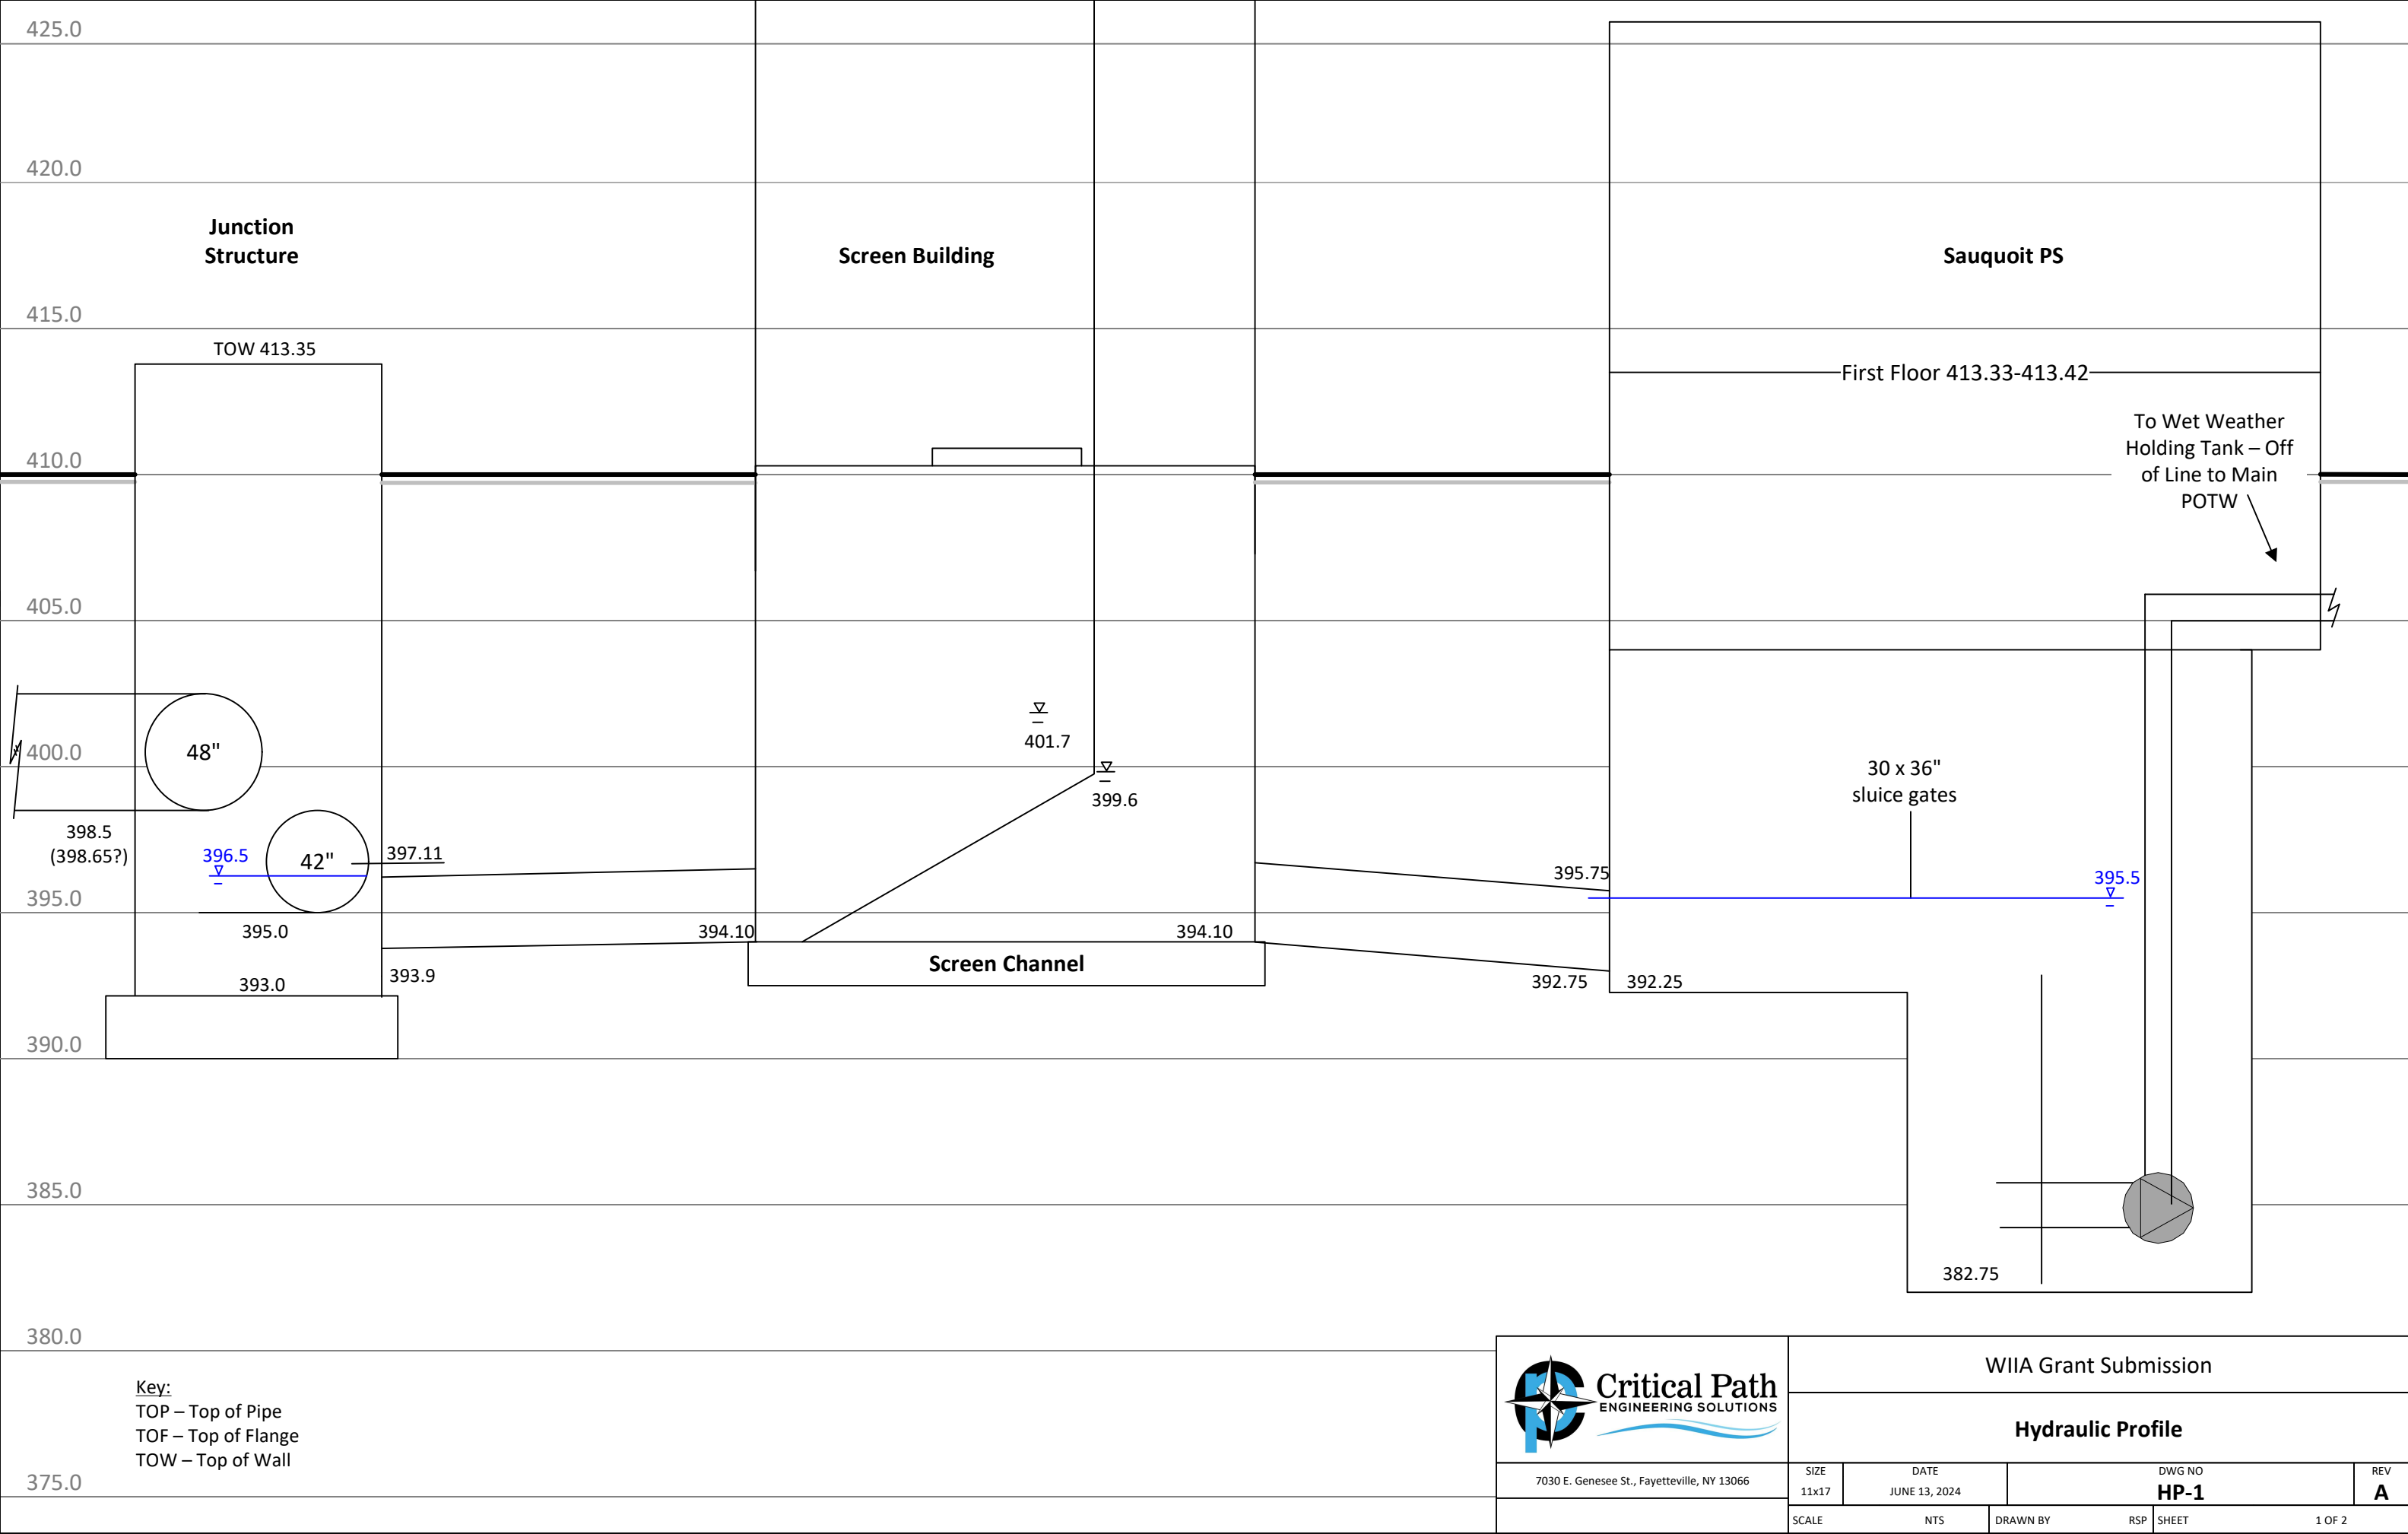 425.0
420.0
Junction
Structure
Screen Building
Sauquoit PS
415.0
TOW 413.35
First Floor 413.33-413.42
To Wet Weather
Holding Tank – Off
of Line to Main
POTW
410.0
405.0
48"
400.0
401.7
399.6
30 x 36"
sluice gates
398.5
(398.65?)
396.5
42"
397.11
395.75
395.5
395.0
395.0
394.10
394.10
Screen Channel
393.0
393.9
392.75
392.25
390.0
385.0
382.75
380.0
Key:
TOP – Top of Pipe
TOF – Top of Flange
TOW – Top of Wall
375.0
Critical Path
ENGINEERING SOLUTIONS
7030 E. Genesee St., Fayetteville, NY 13066
WIIA Grant Submission
Hydraulic Profile
SIZE
11x17
DATE
JUNE 13, 2024
DWG NO
HP-1
REV
A
SCALE NTS
DRAWN BY RSP
SHEET 1 OF 2